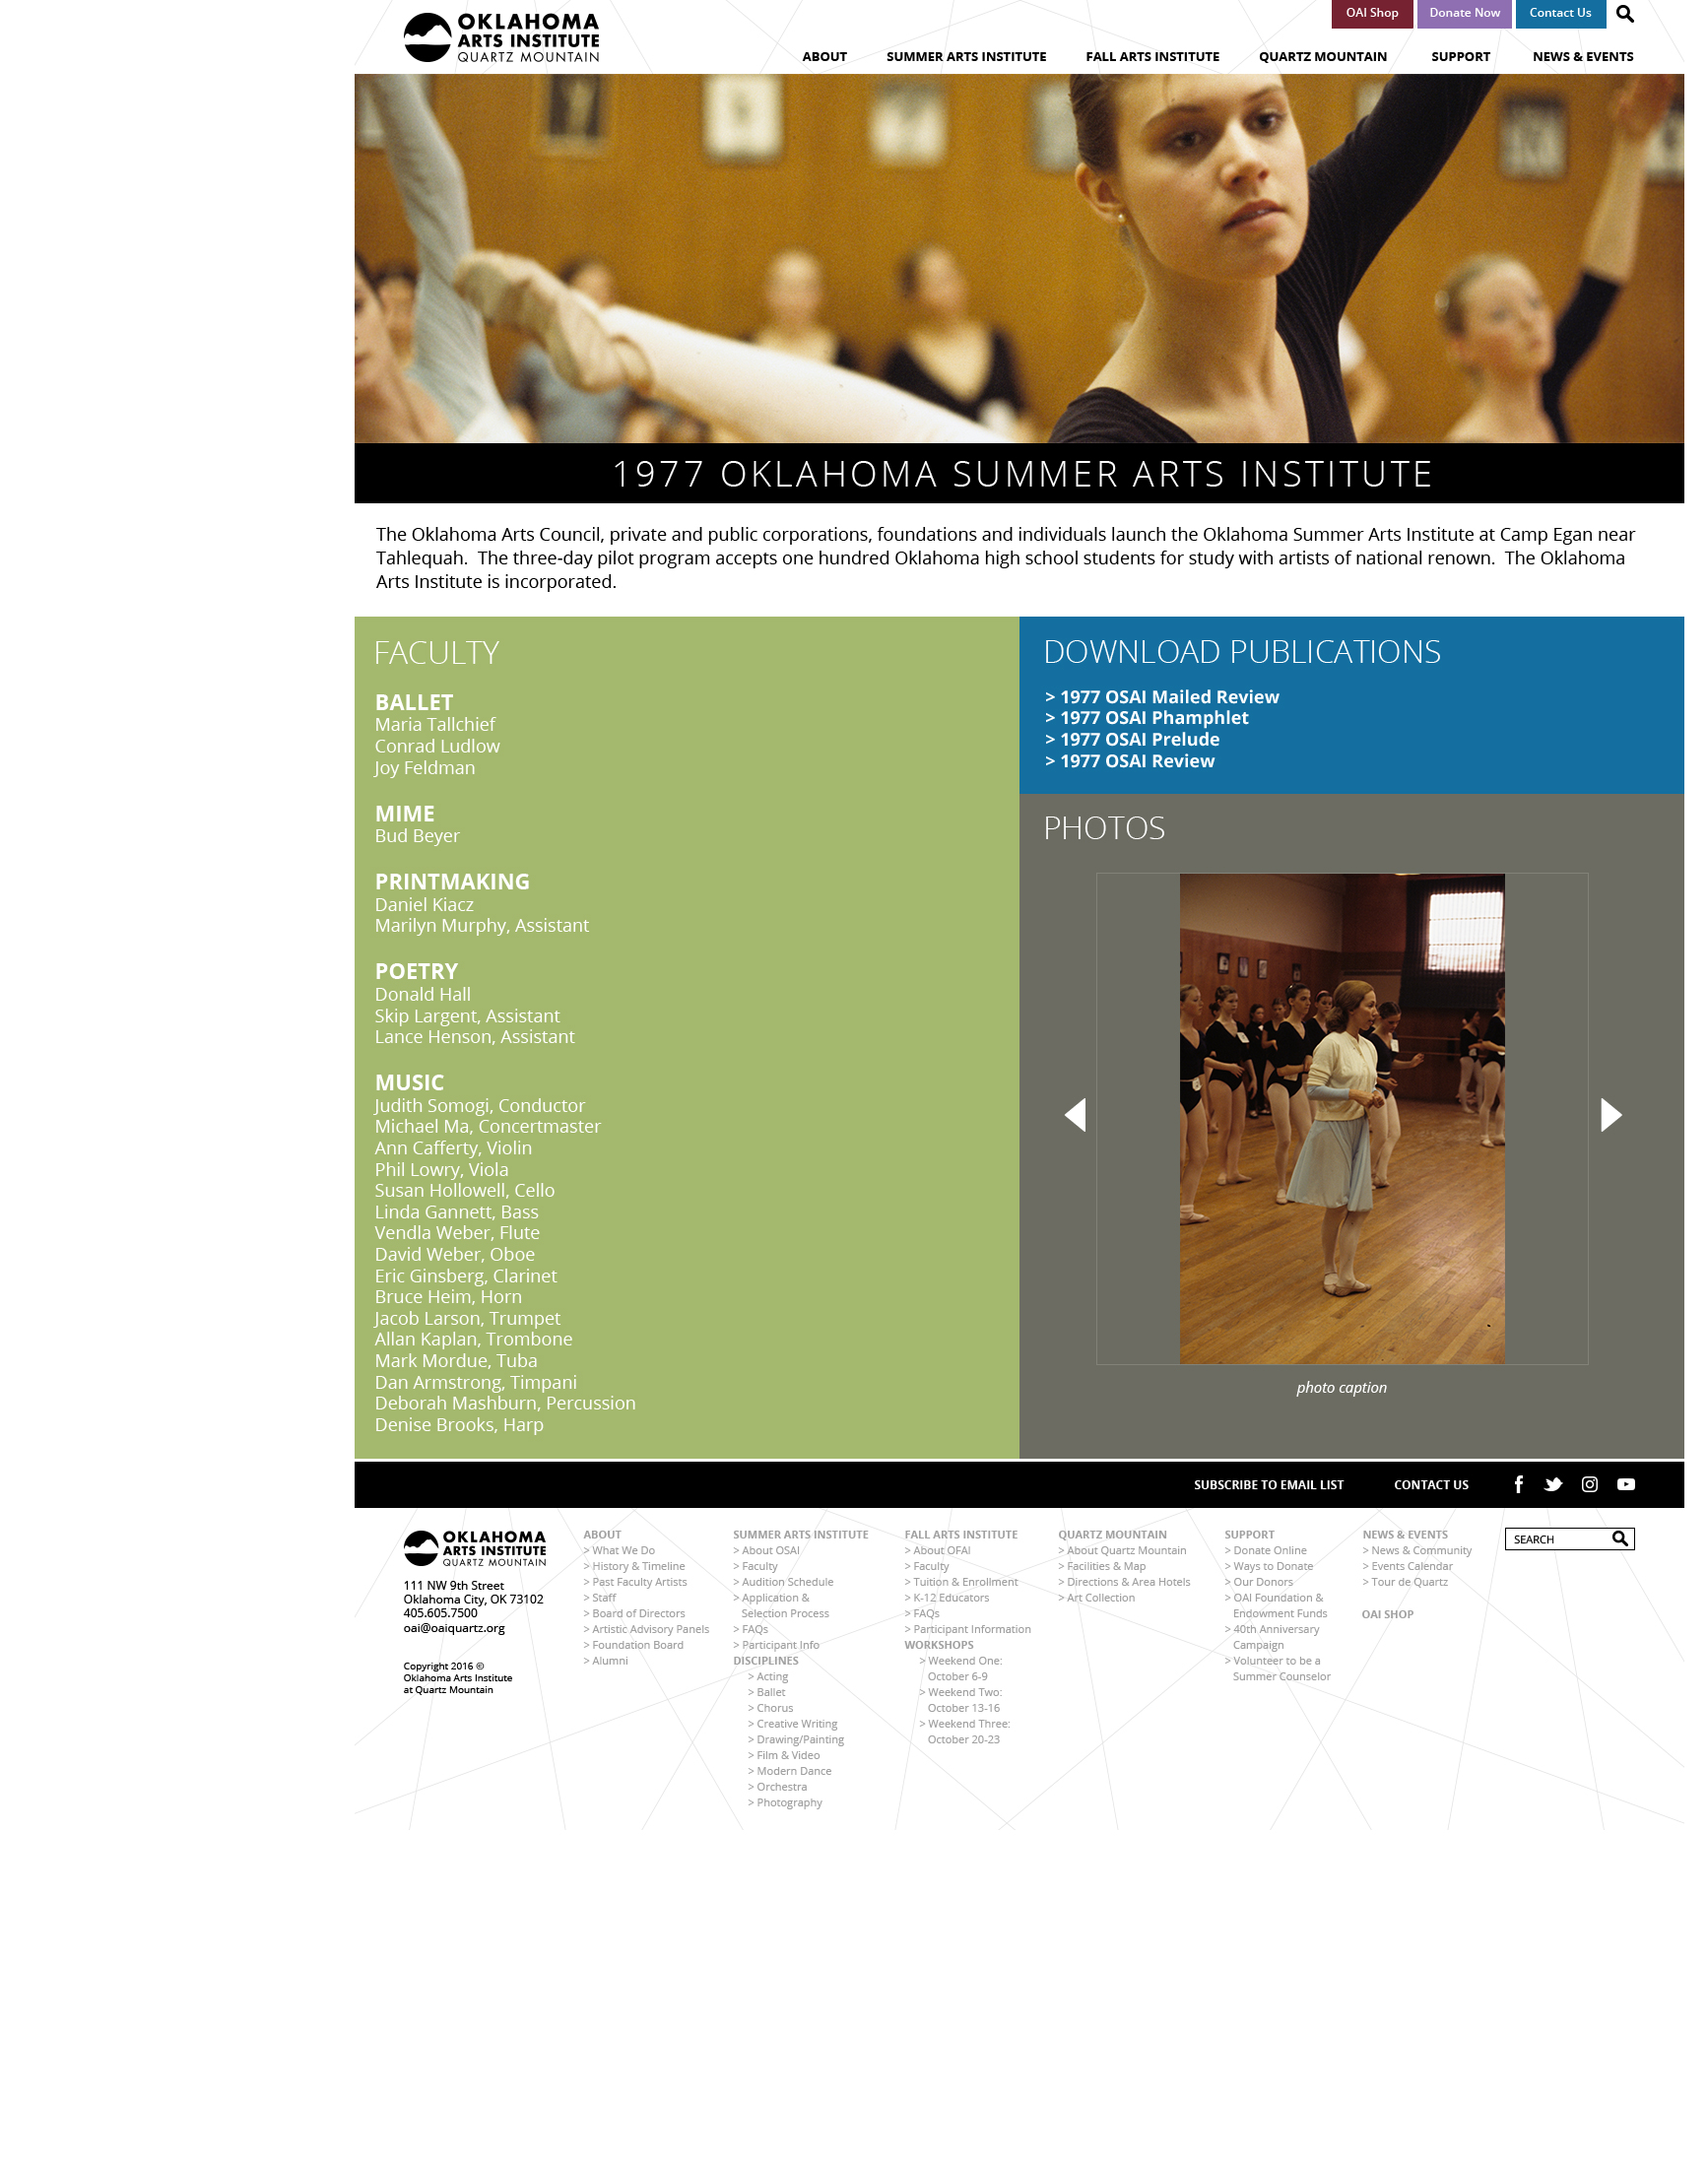 OKLAHOMA
ARTS INSTITUTE
QUARTZ MOUNTAIN
OAI Shop
Donate Now
Contact Us
ABOUT
SUMMER ARTS INSTITUTE
FALL ARTS INSTITUTE
QUARTZ MOUNTAIN
SUPPORT
NEWS & EVENTS
1977 OKLAHOMA SUMMER ARTS INSTITUTE
The Oklahoma Arts Council, private and public corporations, foundations and individuals launch the Oklahoma Summer Arts Institute at Camp Egan near
Tahlequah.  The three-day pilot program accepts one hundred Oklahoma high school students for study with artists of national renown.  The Oklahoma
Arts Institute is incorporated.
FACULTY
BALLET
Maria Tallchief
Conrad Ludlow
Joy Feldman
MIME
Bud Beyer
PRINTMAKING
Daniel Kiacz
Marilyn Murphy, Assistant
POETRY
Donald Hall
Skip Largent, Assistant
Lance Henson, Assistant
MUSIC
Judith Somogi, Conductor
Michael Ma, Concertmaster
Ann Cafferty, Violin
Phil Lowry, Viola
Susan Hollowell, Cello
Linda Gannett, Bass
Vendla Weber, Flute
David Weber, Oboe
Eric Ginsberg, Clarinet
Bruce Heim, Horn
Jacob Larson, Trumpet
Allan Kaplan, Trombone
Mark Mordue, Tuba
Dan Armstrong, Timpani
Deborah Mashburn, Percussion
Denise Brooks, Harp
DOWNLOAD PUBLICATIONS
> 1977 OSAI Mailed Review
> 1977 OSAI Phamphlet
> 1977 OSAI Prelude
> 1977 OSAI Review
PHOTOS
photo caption
SUBSCRIBE TO EMAIL LIST
CONTACT US
OKLAHOMA
ARTS INSTITUTE
QUARTZ MOUNTAIN
111 NW 9th Street
Oklahoma City, OK 73102
405.605.7500
oai@oaiquartz.org
Copyright 2016 ©
Oklahoma Arts Institute
at Quartz Mountain
ABOUT
> What We Do
> History & Timeline
> Past Faculty Artists
> Staff
> Board of Directors
> Artistic Advisory Panels
> Foundation Board
> Alumni
SUMMER ARTS INSTITUTE
> About OSAI
> Faculty
> Audition Schedule
> Application &
Selection Process
> FAQs
> Participant Info
DISCIPLINES
> Acting
> Ballet
> Chorus
> Creative Writing
> Drawing/Painting
> Film & Video
> Modern Dance
> Orchestra
> Photography
FALL ARTS INSTITUTE
> About OFAI
> Faculty
> Tuition & Enrollment
> K-12 Educators
> FAQs
> Participant Information
WORKSHOPS
> Weekend One:
October 6-9
> Weekend Two:
October 13-16
> Weekend Three:
October 20-23
QUARTZ MOUNTAIN
> About Quartz Mountain
> Facilities & Map
> Directions & Area Hotels
> Art Collection
SUPPORT
> Donate Online
> Ways to Donate
> Our Donors
> OAI Foundation &
Endowment Funds
> 40th Anniversary
Campaign
> Volunteer to be a
Summer Counselor
NEWS & EVENTS
> News & Community
> Events Calendar
> Tour de Quartz
OAI SHOP
SEARCH